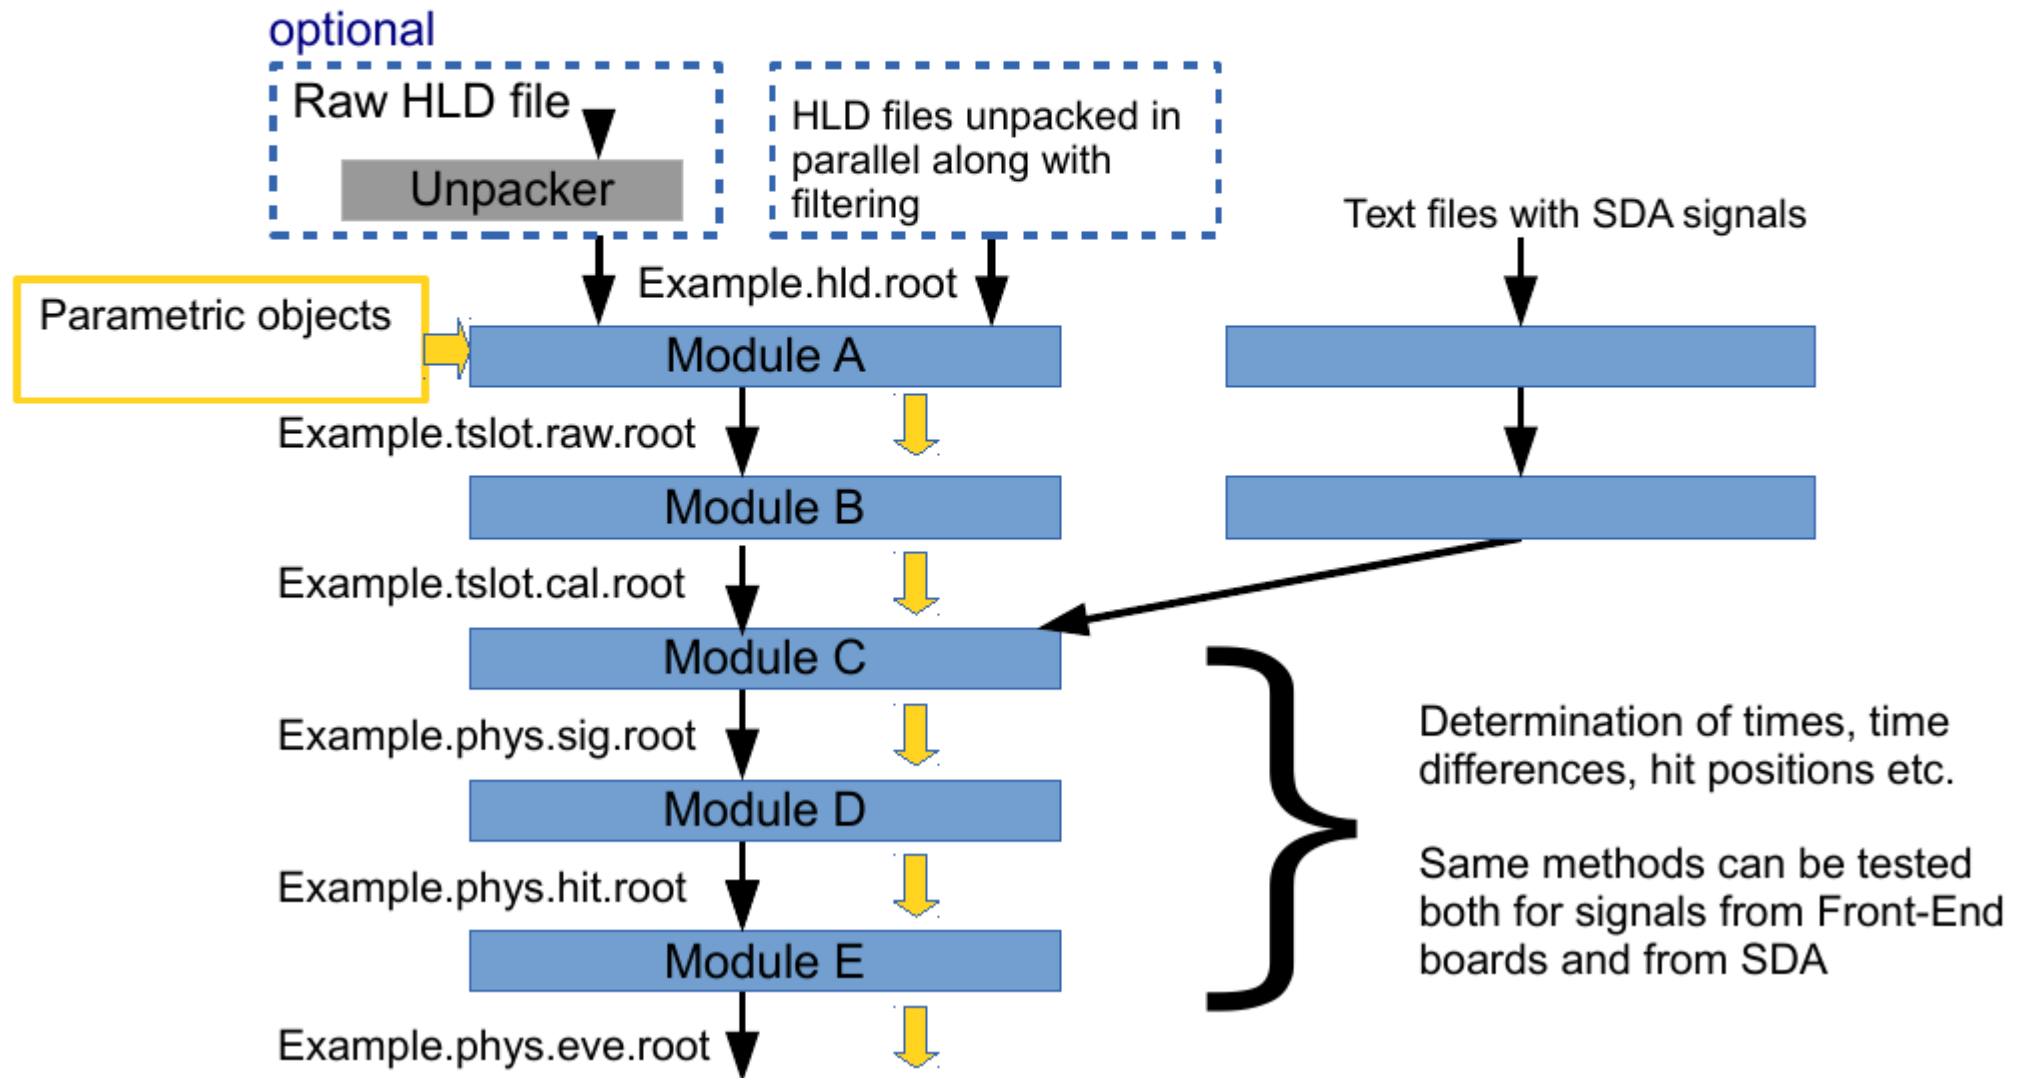 optional
Raw HLD file
Unpacker
HLD files unpacked in
parallel along with
filtering
Text files with SDA signals
Example.hld.root
Parametric objects
Module A
Example.tslot.raw.root
Module B
Example.tslot.cal.root
Module C
Example.phys.sig.root
Module D
Example.phys.hit.root
Module E
Example.phys.eve.root
Determination of times, time
differences, hit positions etc.
Same methods can be tested
both for signals from Front-End
boards and from SDA